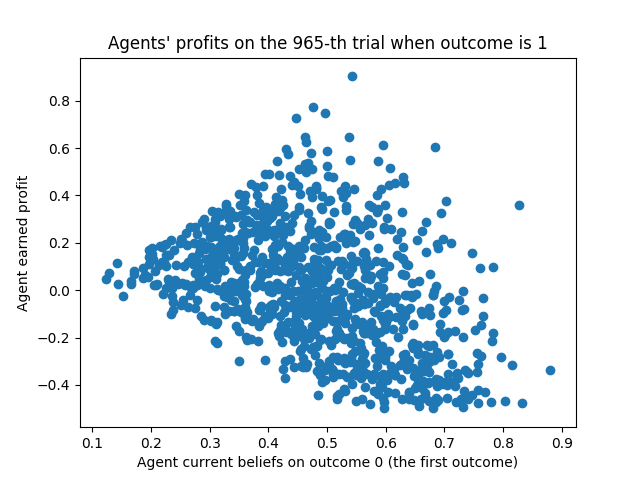 Agents' profits on the 965-th trial when outcome is 1
Agent earned profit
0.8
0.6
0.4
0.2
0.0
−0.2
−0.4
0.1 0.2 0.3 0.4 0.5 0.6 0.7 0.8 0.9
Agent current beliefs on outcome 0 (the first outcome)